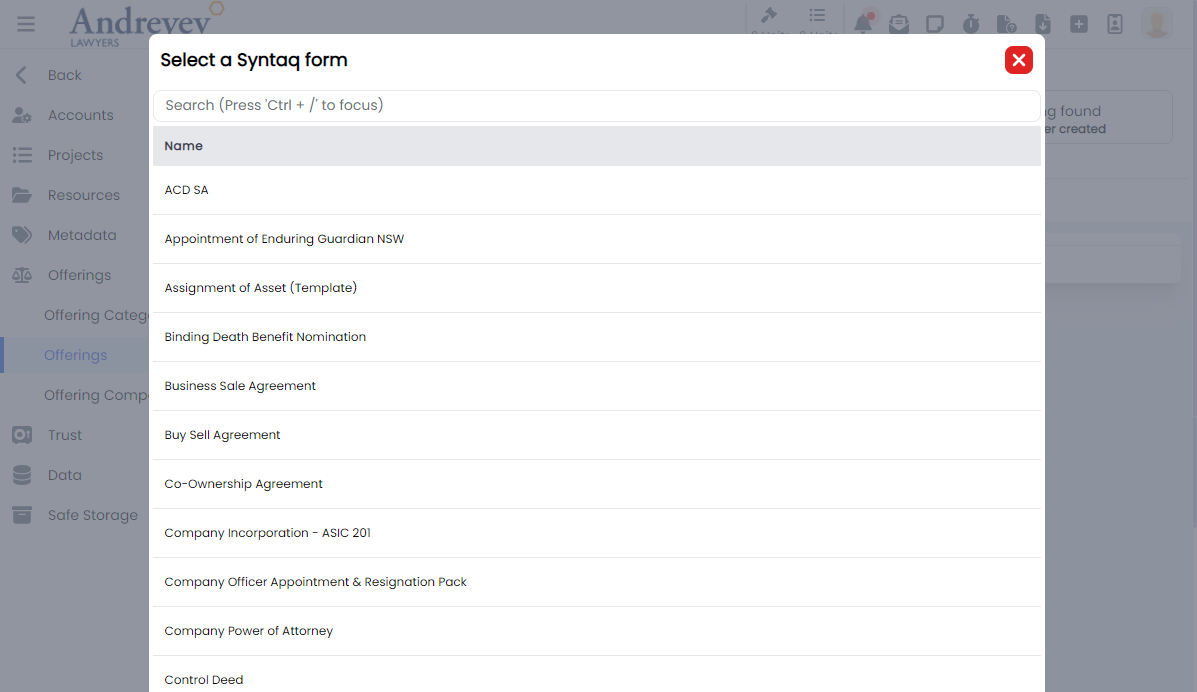 Andreyev
LAWYERS
Select a Syntaq form
Search (Press 'Ctrl + /' to focus)
Name
ACD SA
Appointment of Enduring Guardian NSW
Assignment of Asset (Template)
Binding Death Benefit Nomination
Business Sale Agreement
Buy Sell Agreement
Co-Ownership Agreement
Company Incorporation - ASIC 201
Company Officer Appointment & Resignation Pack
Company Power of Attorney
Control Deed
Back
Accounts
Projects
Resources
Metadata
Offerings
Offering Categ
Offerings
Offering Comp
Trust
Data
Safe Storage
g found
er created